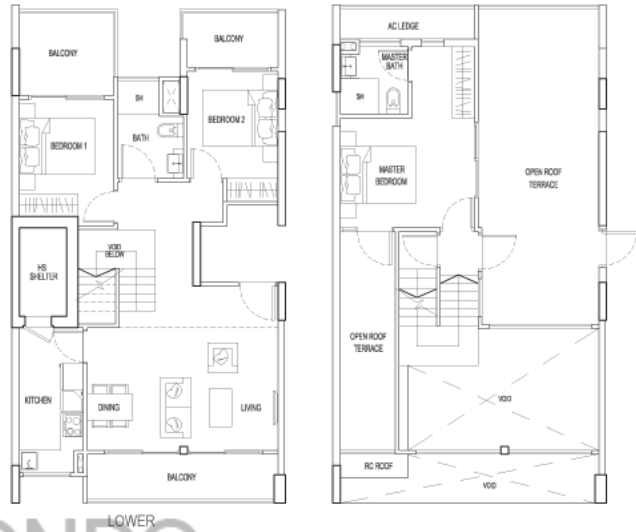 BALCONY
BALCONY
SH
BATH
BEDROOM 1
BEDROOM 2
VOID
BELOW
HS
SHELTER
KITCHEN
DINING
LIVING
BALCONY
LOWER
AC LEDGE
MASTER
BATH
SH
MASTER
BEDROOM
OPEN ROOF
TERRACE
OPEN ROOF
TERRACE
VOID
RC ROOF
VOID